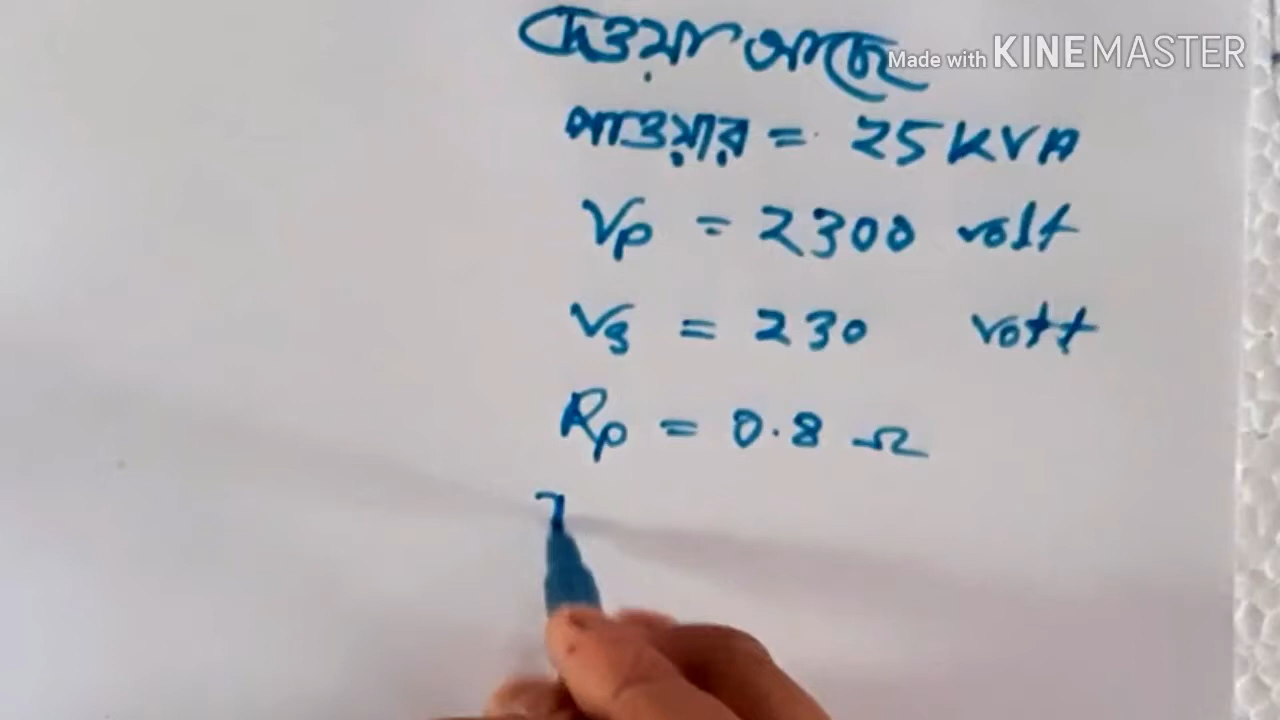 দেওয়া আছে
Made with KINEMASTER
পাওয়ার = 25 KVA
Vp = 2300 volt
Vs = 230 volt
Rp = 0.8 Ω